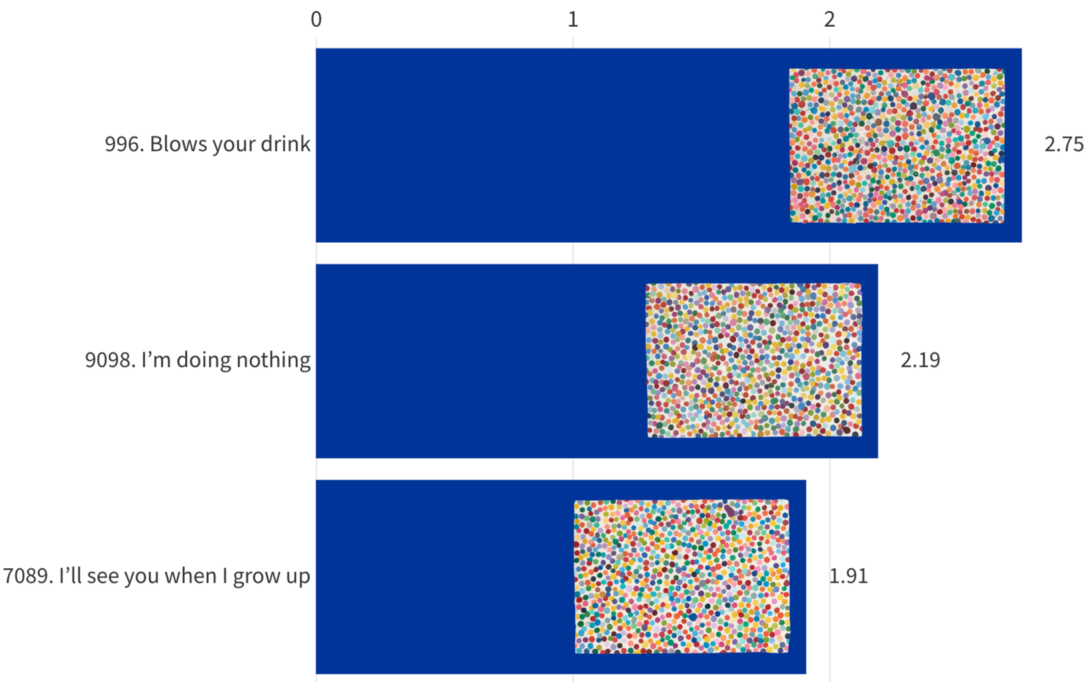 0 1 2
996. Blows your drink 2.75
9098. I’m doing nothing 2.19
7089. I’ll see you when I grow up 1.91